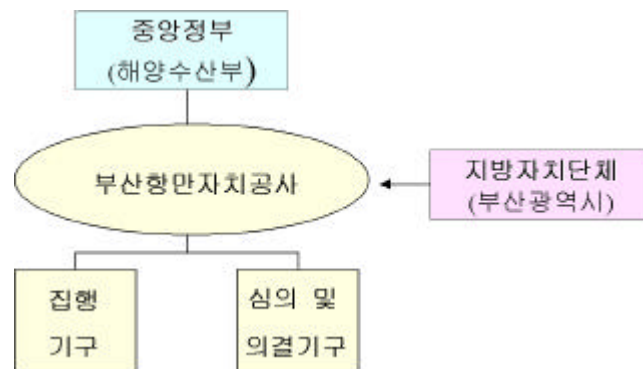 중앙정부
(해양수산부)
부산항만자치공사
지방자치단체
(부산광역시)
집행
기구
심의 및
의결기구